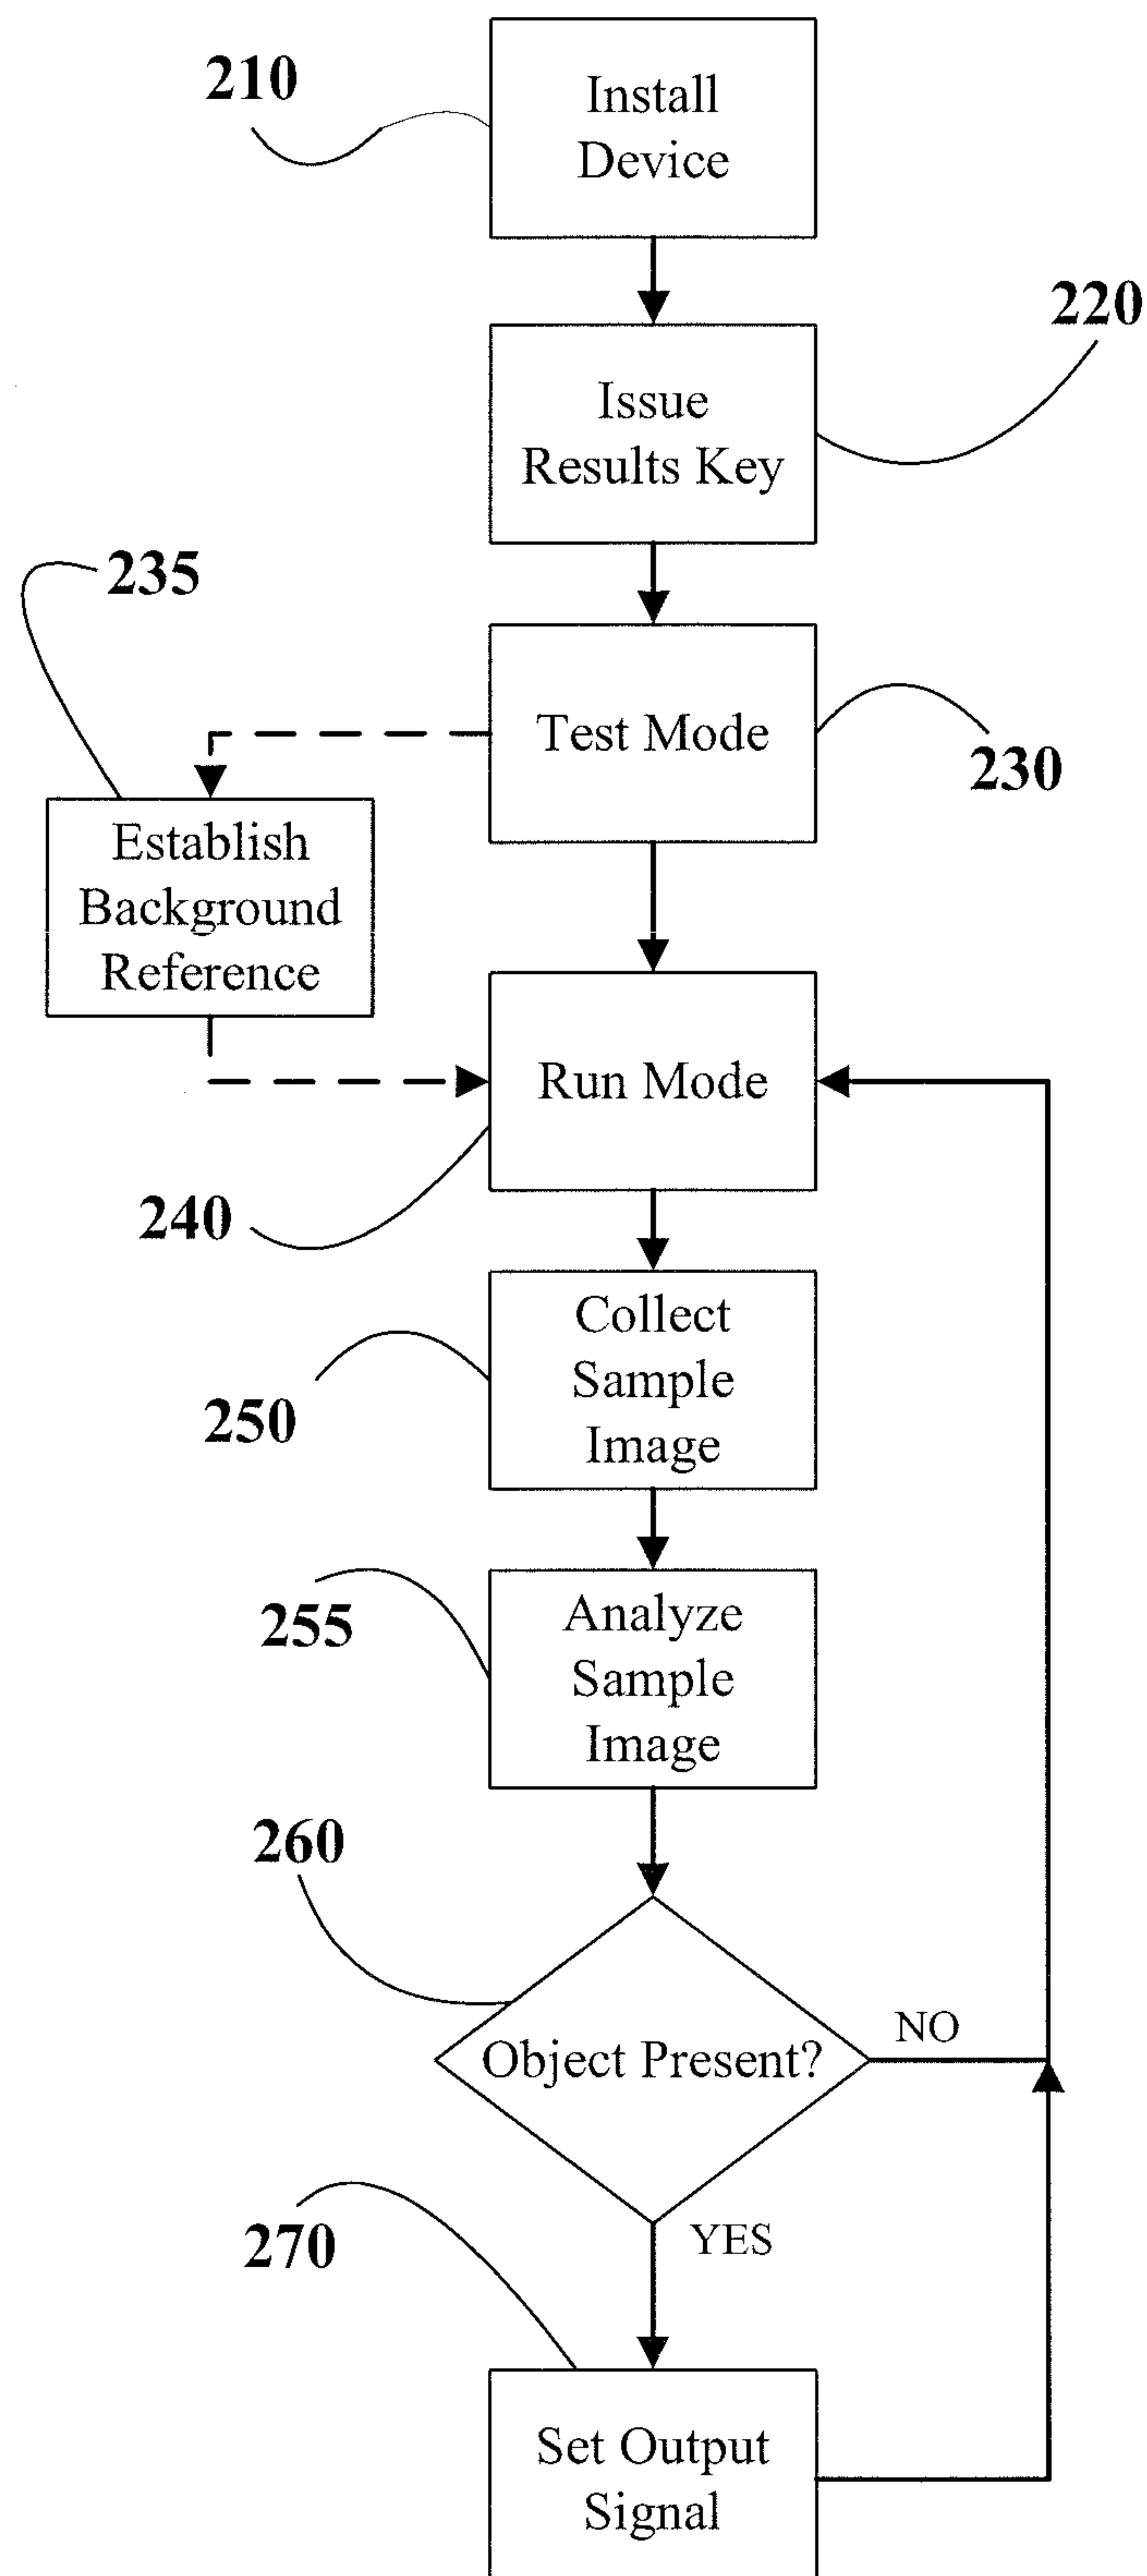 210
Install
Device
220
Issue
Results Key
235
Test Mode
230
Establish
Background
Reference
Run Mode
240
Collect
Sample
Image
250
Analyze
Sample
Image
255
260
Object Present?
NO
YES
270
Set Output
Signal